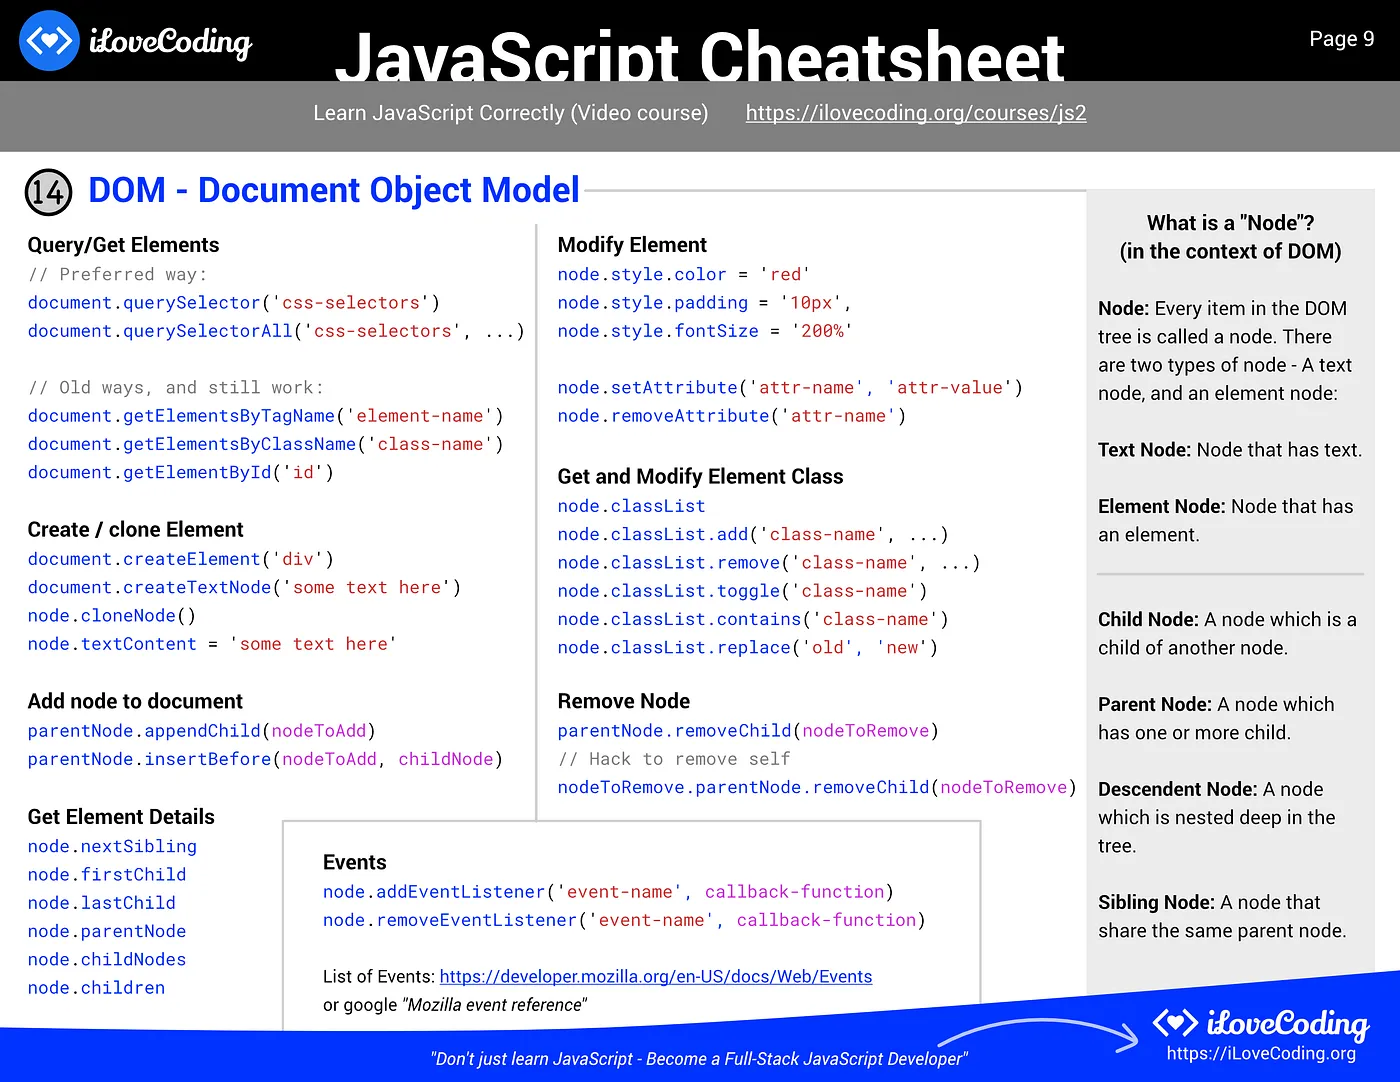 iLoveCoding
JavaScript Cheatsheet
Page 9
Learn JavaScript Correctly (Video course)
https://ilovecoding.org/courses/js2
14
DOM - Document Object Model
Query/Get Elements
// Preferred way:
document.querySelector('css-selectors')
document.querySelectorAll('css-selectors', ...)
// Old ways, and still work:
document.getElementsByTagName('element-name')
document.getElementsByClassName('class-name')
document.getElementById('id')
Create / clone Element
document.createElement('div')
document.createTextNode('some text here')
node.cloneNode()
node.textContent = 'some text here'
Add node to document
parentNode.appendChild(nodeToAdd)
parentNode.insertBefore(nodeToAdd, childNode)
Get Element Details
node.nextSibling
node.firstChild
node.lastChild
node.parentNode
node.childNodes
node.children
Modify Element
node.style.color = 'red'
node.style.padding = '10px',
node.style.fontSize = '200%'
node.setAttribute('attr-name', 'attr-value')
node.removeAttribute('attr-name')
Get and Modify Element Class
node.classList
node.classList.add('class-name', ...)
node.classList.remove('class-name', ...)
node.classList.toggle('class-name')
node.classList.contains('class-name')
node.classList.replace('old', 'new')
Remove Node
parentNode.removeChild(nodeToRemove)
// Hack to remove self
nodeToRemove.parentNode.removeChild(nodeToRemove)
Events
node.addEventListener('event-name', callback-function)
node.removeEventListener('event-name', callback-function)
List of Events: https://developer.mozilla.org/en-US/docs/Web/Events
or google "Mozilla event reference"
What is a "Node"?
(in the context of DOM)
Node: Every item in the DOM
tree is called a node. There
are two types of node - A text
node, and an element node:
Text Node: Node that has text.
Element Node: Node that has
an element.
Child Node: A node which is a
child of another node.
Parent Node: A node which
has one or more child.
Descendent Node: A node
which is nested deep in the
tree.
Sibling Node: A node that
share the same parent node.
"Don't just learn JavaScript - Become a Full-Stack JavaScript Developer"
iLoveCoding
https://iLoveCoding.org